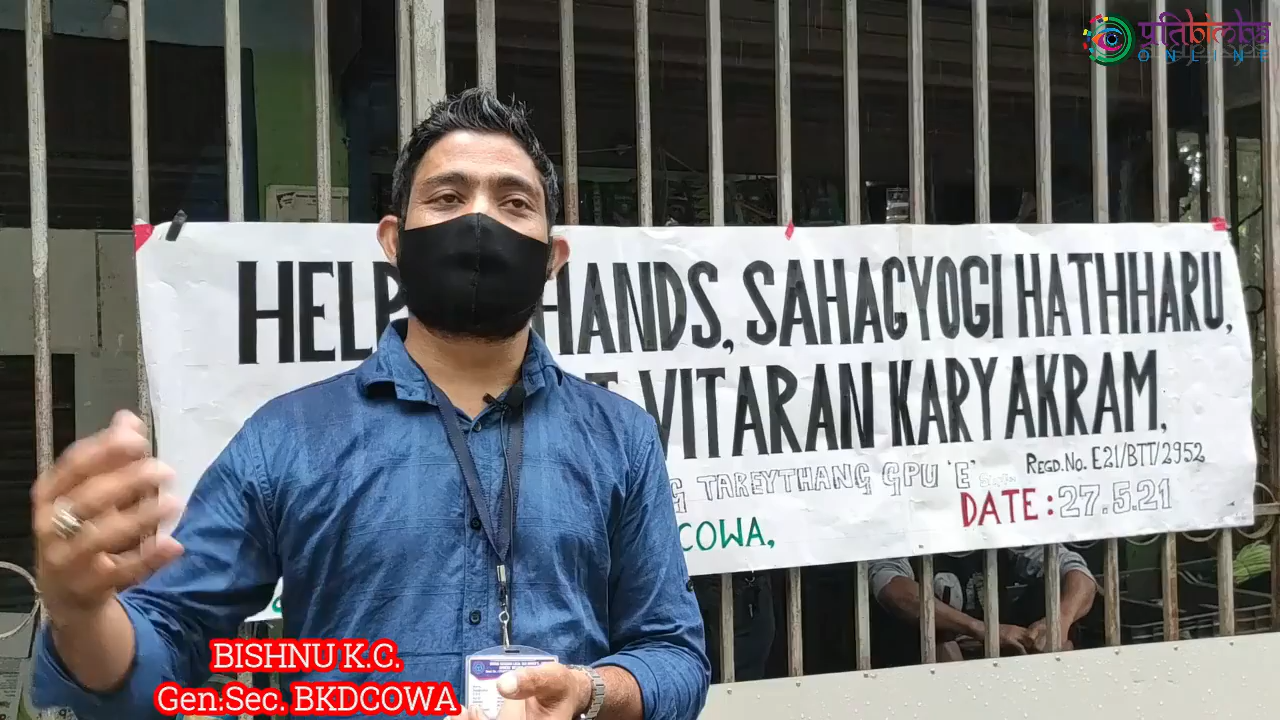 प्रतिबिम्ब
ONLINE
HELP HANDS, SAHAGYOGI HATHHARU,
VITARAN KARYAKRAM,
G TAREYTHANG GPU 'E'
REGD.NO. E21/BTT/2952
DATE: 27.5.21
COWA,
BISHNU K.C.
Gen.Sec. BKDCOWA